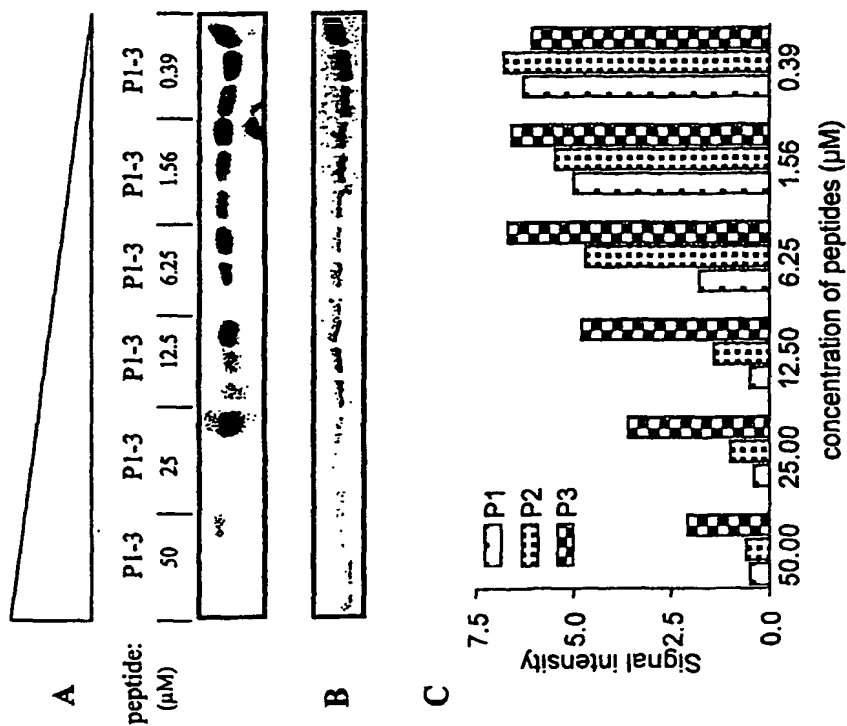 A
peptide: P1-3 P1-3 P1-3 P1-3 P1-3 P1-3
(µM) 50 25 12.5 6.25 1.56 0.39
B
C
7.5
5.0
2.5
0.0
Signal intensity
P1
P2
P3
50.00 25.00 12.50 6.25 1.56 0.39
concentration of peptides (µM)